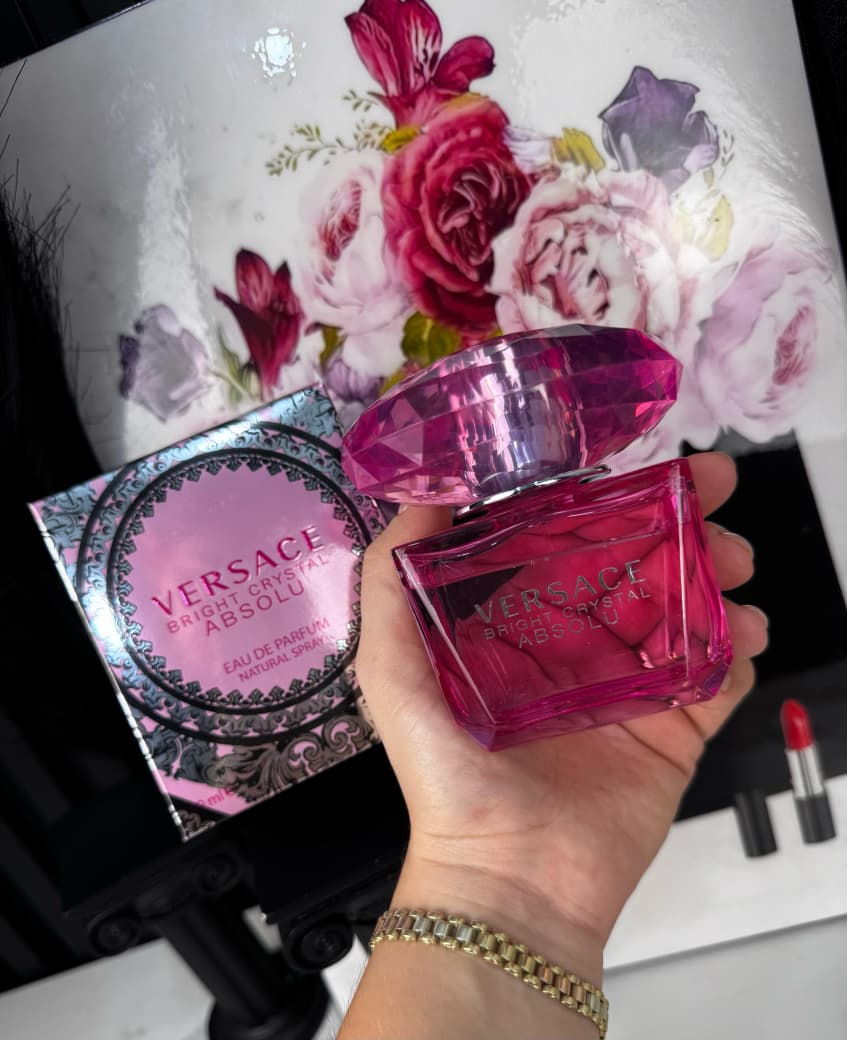 VERSACE
BRIGHT CRYSTAL
ABSOLU
EAU DE PARFUM
NATURAL SPRAY
VERSACE
BRIGHT CRYSTAL
ABSOLU